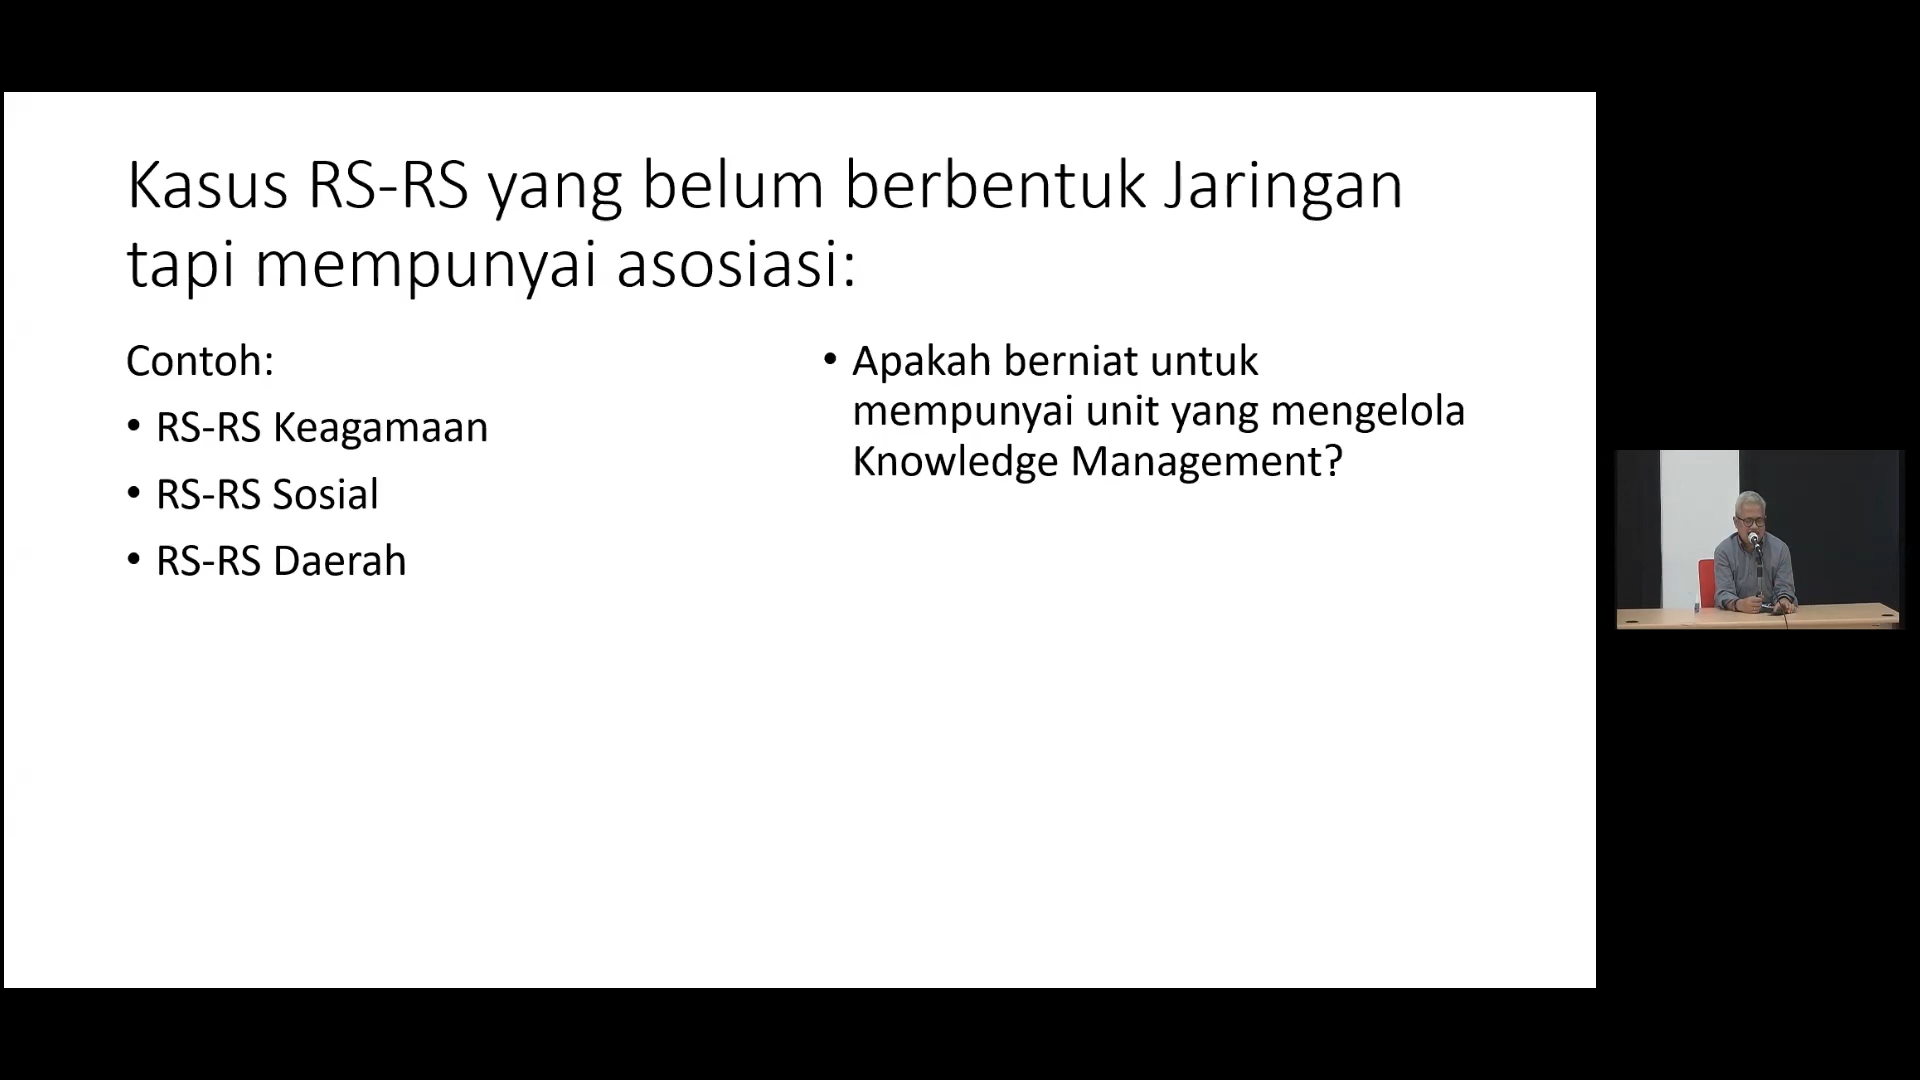 Kasus RS-RS yang belum berbentuk Jaringan
tapi mempunyai asosiasi:
Contoh:
• RS-RS Keagamaan
• RS-RS Sosial
• RS-RS Daerah
• Apakah berniat untuk
mempunyai unit yang mengelola
Knowledge Management?